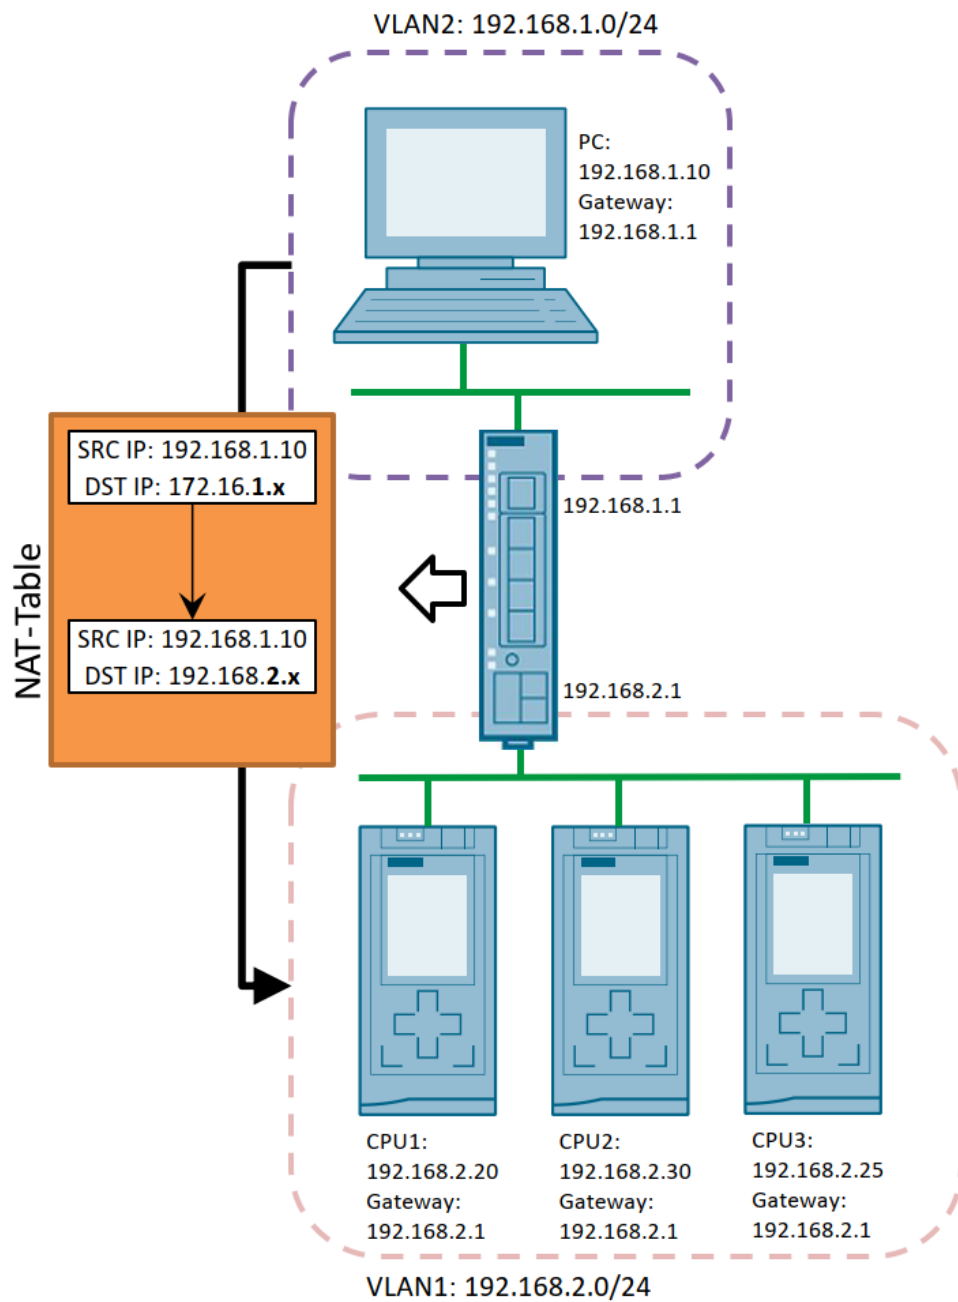 VLAN2: 192.168.1.0/24
PC:
192.168.1.10
Gateway:
192.168.1.1
NAT-Table
SRC IP: 192.168.1.10
DST IP: 172.16.1.x
SRC IP: 192.168.1.10
DST IP: 192.168.2.x
192.168.1.1
192.168.2.1
CPU1:
192.168.2.20
Gateway:
192.168.2.1
CPU2:
192.168.2.30
Gateway:
192.168.2.1
CPU3:
192.168.2.25
Gateway:
192.168.2.1
VLAN1: 192.168.2.0/24